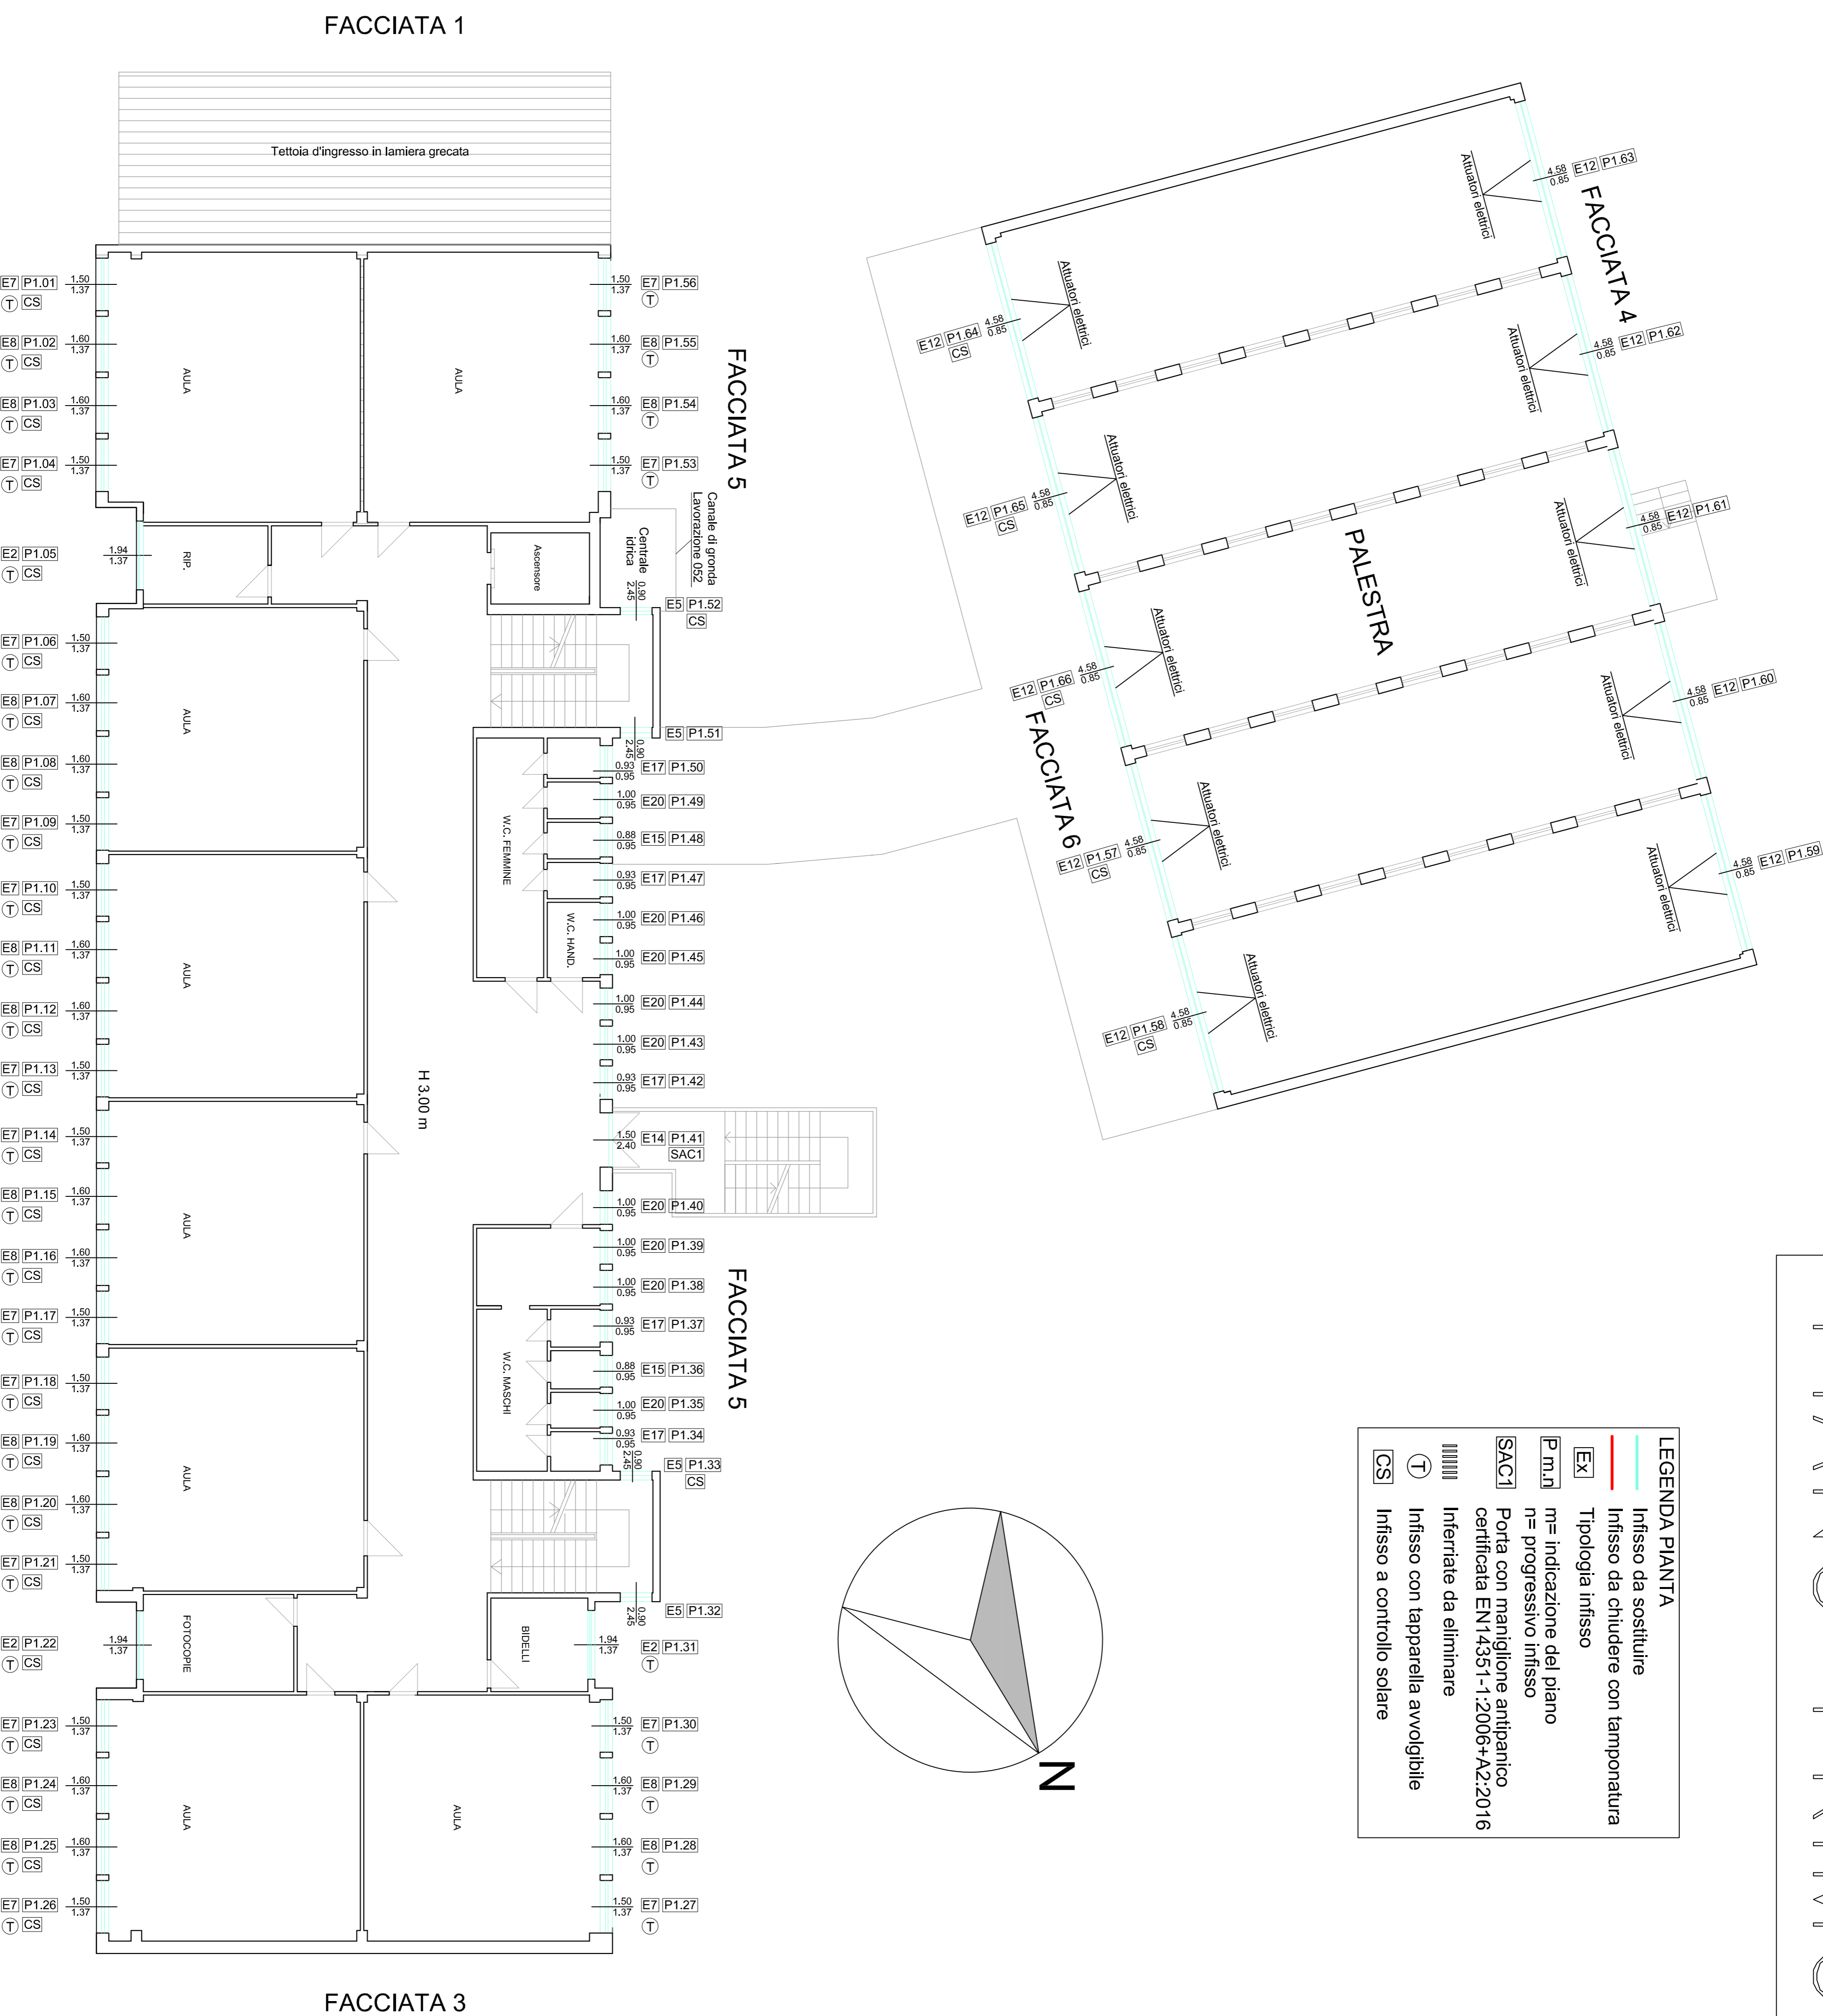 FACCIATA 1
Tettoia d'ingresso in lamiera grecata
E7 P1.01 1.50 1.37
T CS
E8 P1.02 1.60 1.37
T CS
E8 P1.03 1.60 1.37
T CS
E7 P1.04 1.50 1.37
T CS
E2 P1.05 1.94 1.37
T CS
E7 P1.06 1.50 1.37
T CS
E8 P1.07 1.60 1.37
T CS
E8 P1.08 1.60 1.37
T CS
E7 P1.09 1.50 1.37
T CS
E7 P1.10 1.50 1.37
T CS
E8 P1.11 1.60 1.37
T CS
E8 P1.12 1.60 1.37
T CS
E7 P1.13 1.50 1.37
T CS
E7 P1.14 1.50 1.37
T CS
E8 P1.15 1.60 1.37
T CS
E8 P1.16 1.60 1.37
T CS
E7 P1.17 1.50 1.37
T CS
E7 P1.18 1.50 1.37
T CS
E8 P1.19 1.60 1.37
T CS
E8 P1.20 1.60 1.37
T CS
E7 P1.21 1.50 1.37
T CS
E2 P1.22 1.94 1.37
T CS
E7 P1.23 1.50 1.37
T CS
E8 P1.24 1.60 1.37
T CS
E8 P1.25 1.60 1.37
T CS
E7 P1.26 1.50 1.37
T CS
AULA
AULA
RIP.
Ascensore
AULA
AULA
AULA
AULA
H 3.00 m
W.C. FEMMINE
W.C. HAND.
W.C. MASCHI
FOTOCOPIE
BIDELLI
AULA
AULA
1.50 1.37 E7 P1.56
T
1.60 1.37 E8 P1.55
T
1.60 1.37 E8 P1.54
T
1.50 1.37 E7 P1.53
T
FACCIATA 5
Canale di gronda
Lavorazione 052
Centrale
idrica
0.90 2.45 E5 P1.52
CS
0.90 2.45 E5 P1.51
0.93 0.95 E17 P1.50
1.00 0.95 E20 P1.49
0.88 0.95 E15 P1.48
0.93 0.95 E17 P1.47
1.00 0.95 E20 P1.46
1.00 0.95 E20 P1.45
1.00 0.95 E20 P1.44
1.00 0.95 E20 P1.43
0.93 0.95 E17 P1.42
1.50 2.40 E14 P1.41
SAC1
1.00 0.95 E20 P1.40
1.00 0.95 E20 P1.39
1.00 0.95 E20 P1.38
0.93 0.95 E17 P1.37
0.88 0.95 E15 P1.36
1.00 0.95 E20 P1.35
0.93 0.95 E17 P1.34
0.90 2.45 E5 P1.33
CS
FACCIATA 5
0.90 2.45 E5 P1.32
1.94 1.37 E2 P1.31
T
1.50 1.37 E7 P1.30
T
1.60 1.37 E8 P1.29
T
1.60 1.37 E8 P1.28
T
1.50 1.37 E7 P1.27
T
FACCIATA 3
4.58 0.85 E12 P1.63
Attuatori elettrici
FACCIATA 4
4.58 0.85 E12 P1.62
Attuatori elettrici
4.58 0.85 E12 P1.61
Attuatori elettrici
4.58 0.85 E12 P1.60
Attuatori elettrici
4.58 0.85 E12 P1.59
Attuatori elettrici
PALESTRA
E12 P1.64 4.58 0.85
CS
Attuatori elettrici
E12 P1.65 4.58 0.85
CS
Attuatori elettrici
E12 P1.66 4.58 0.85
CS
Attuatori elettrici
FACCIATA 6
E12 P1.57 4.58 0.85
CS
Attuatori elettrici
E12 P1.58 4.58 0.85
CS
Attuatori elettrici
N
LEGENDA PIANTA
Infisso da sostituire
Infisso da chiudere con tamponatura
Ex Tipologia infisso
P m.n m= indicazione del piano
n= progressivo infisso
SAC1 Porta con maniglione antipanico
certificata EN14351-1:2006+A2:2016
Inferriate da eliminare
T Infisso con tapparella avvolgibile
CS Infisso a controllo solare